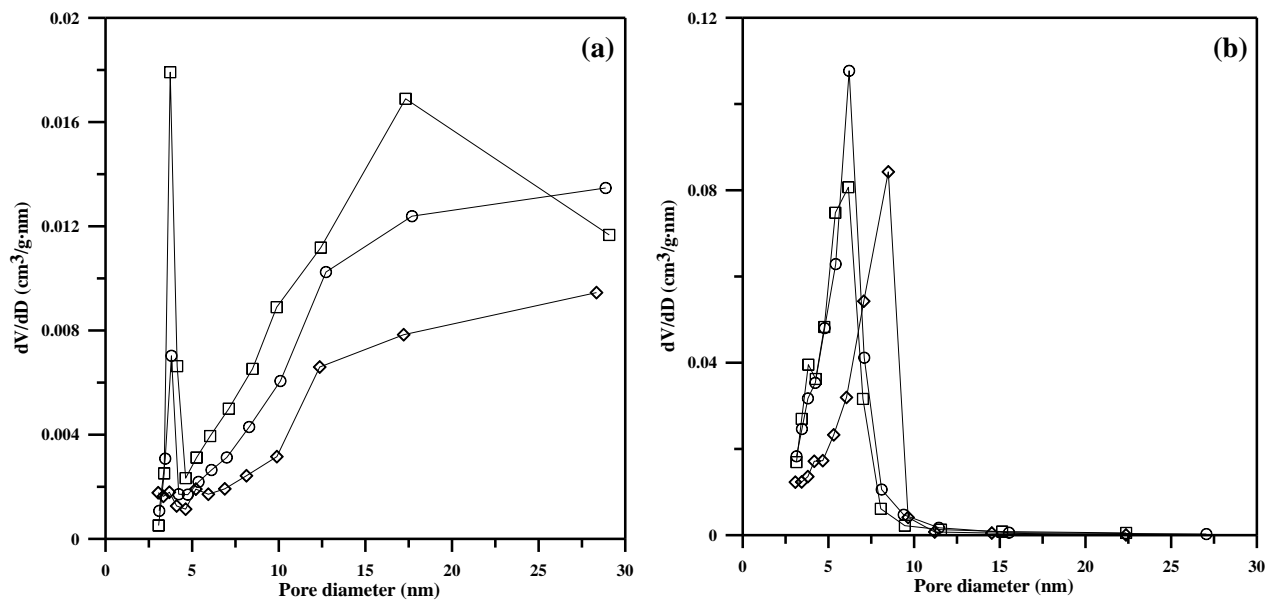 (a)
0.02
0.016
0.012
0.008
0.004
0
dV/dD (cm³/g·nm)
0 5 10 15 20 25 30
Pore diameter (nm)
(b)
0.12
0.08
0.04
0
dV/dD (cm³/g·nm)
0 5 10 15 20 25 30
Pore diameter (nm)